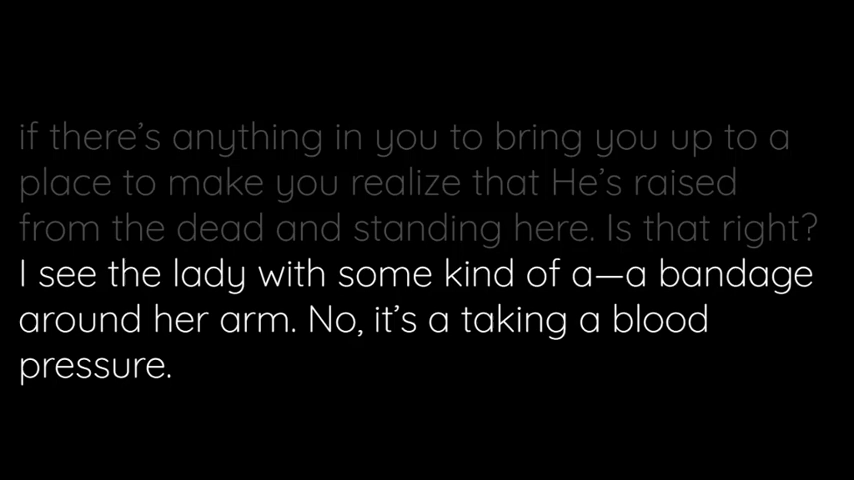 if there’s anything in you to bring you up to a
place to make you realize that He’s raised
from the dead and standing here. Is that right?
I see the lady with some kind of a—a bandage
around her arm. No, it’s a taking a blood
pressure.